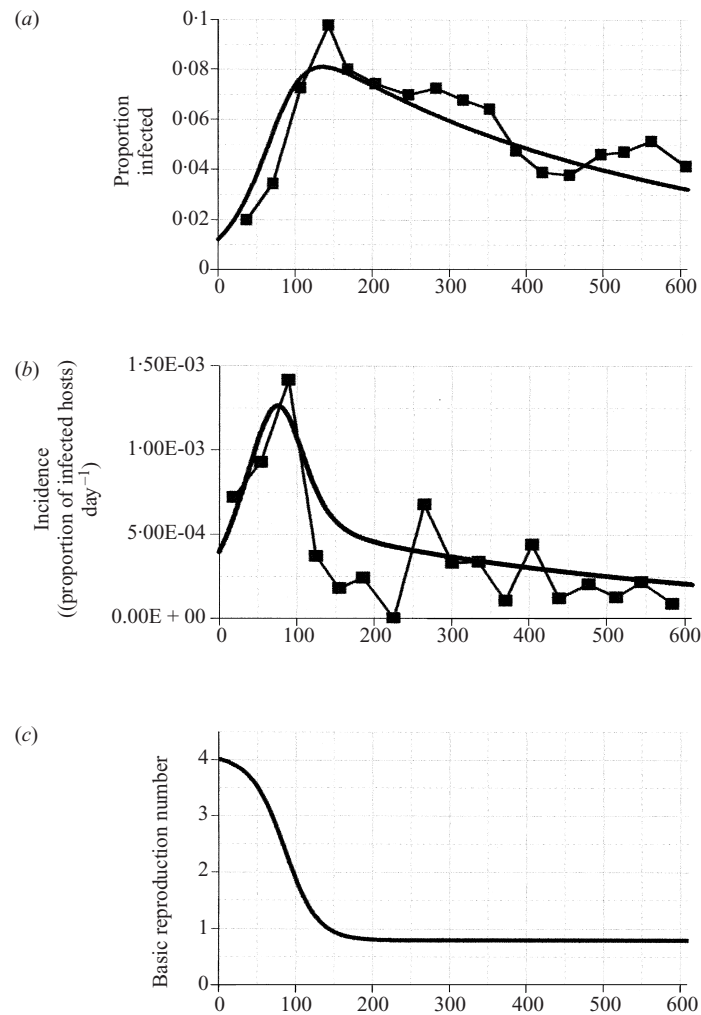 (a)
Proportion
infected
0·1
0·08
0·06
0·04
0·02
0
0 100 200 300 400 500 600
(b)
Incidence
((proportion of infected hosts)
day⁻¹)
1·50E-03
1·00E-03
5·00E-04
0.00E + 00
0 100 200 300 400 500 600
(c)
Basic reproduction number
4
3
2
1
0
0 100 200 300 400 500 600